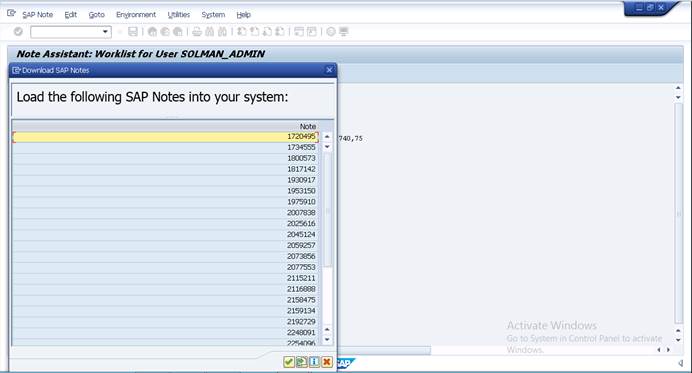 SAP Note Edit Goto Environment Utilities System Help
Note Assistant: Worklist for User SOLMAN_ADMIN
Download SAP Notes
Load the following SAP Notes into your system:
Note
1720495
740,75
1734555
1800573
1817142
1930917
1953150
1975910
2007838
2025616
2045124
2059257
2073856
2077553
2115211
2116888
2158475
2159134
2192729
2248091
2254096
Activate Windows
Go to System in Control Panel to activate
Windows.
SAP